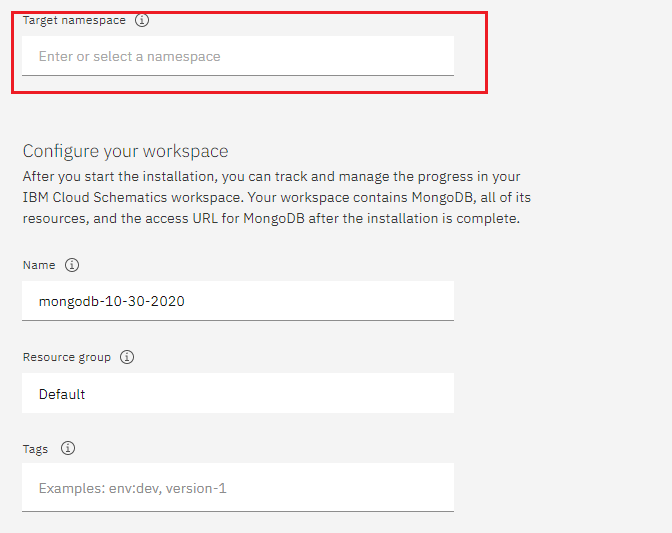 Target namespace
Enter or select a namespace
Configure your workspace
After you start the installation, you can track and manage the progress in your
IBM Cloud Schematics workspace. Your workspace contains MongoDB, all of its
resources, and the access URL for MongoDB after the installation is complete.
Name
mongodb-10-30-2020
Resource group
Default
Tags
Examples: env:dev, version-1